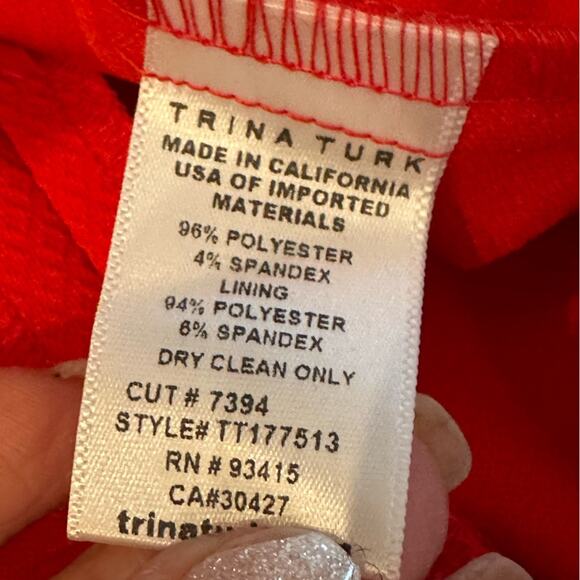 TRINA TURK
MADE IN CALIFORNIA
USA OF IMPORTED
MATERIALS
96% POLYESTER
4% SPANDEX
LINING
94% POLYESTER
6% SPANDEX
DRY CLEAN ONLY
CUT # 7394
STYLE# TT177513
RN # 93415
CA#30427